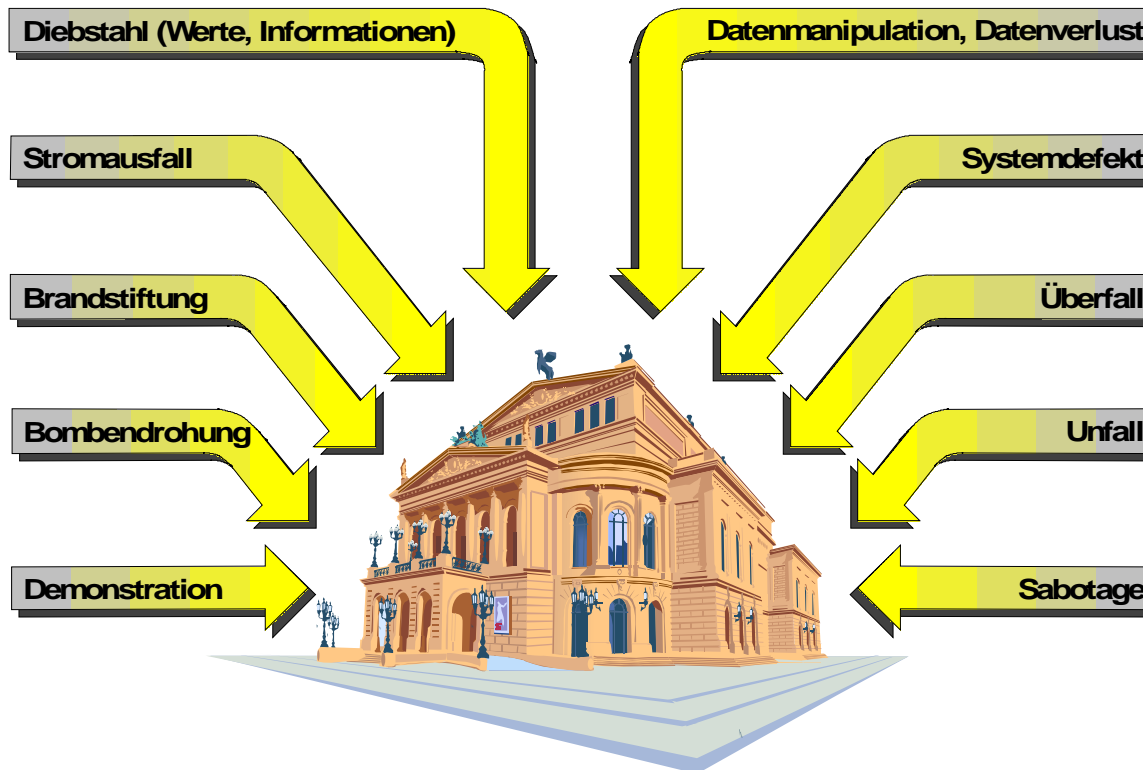 Diebstahl (Werte, Informationen)
Datenmanipulation, Datenverlust
Stromausfall
Systemdefekt
Brandstiftung
Überfall
Bombendrohung
Unfall
Demonstration
Sabotage